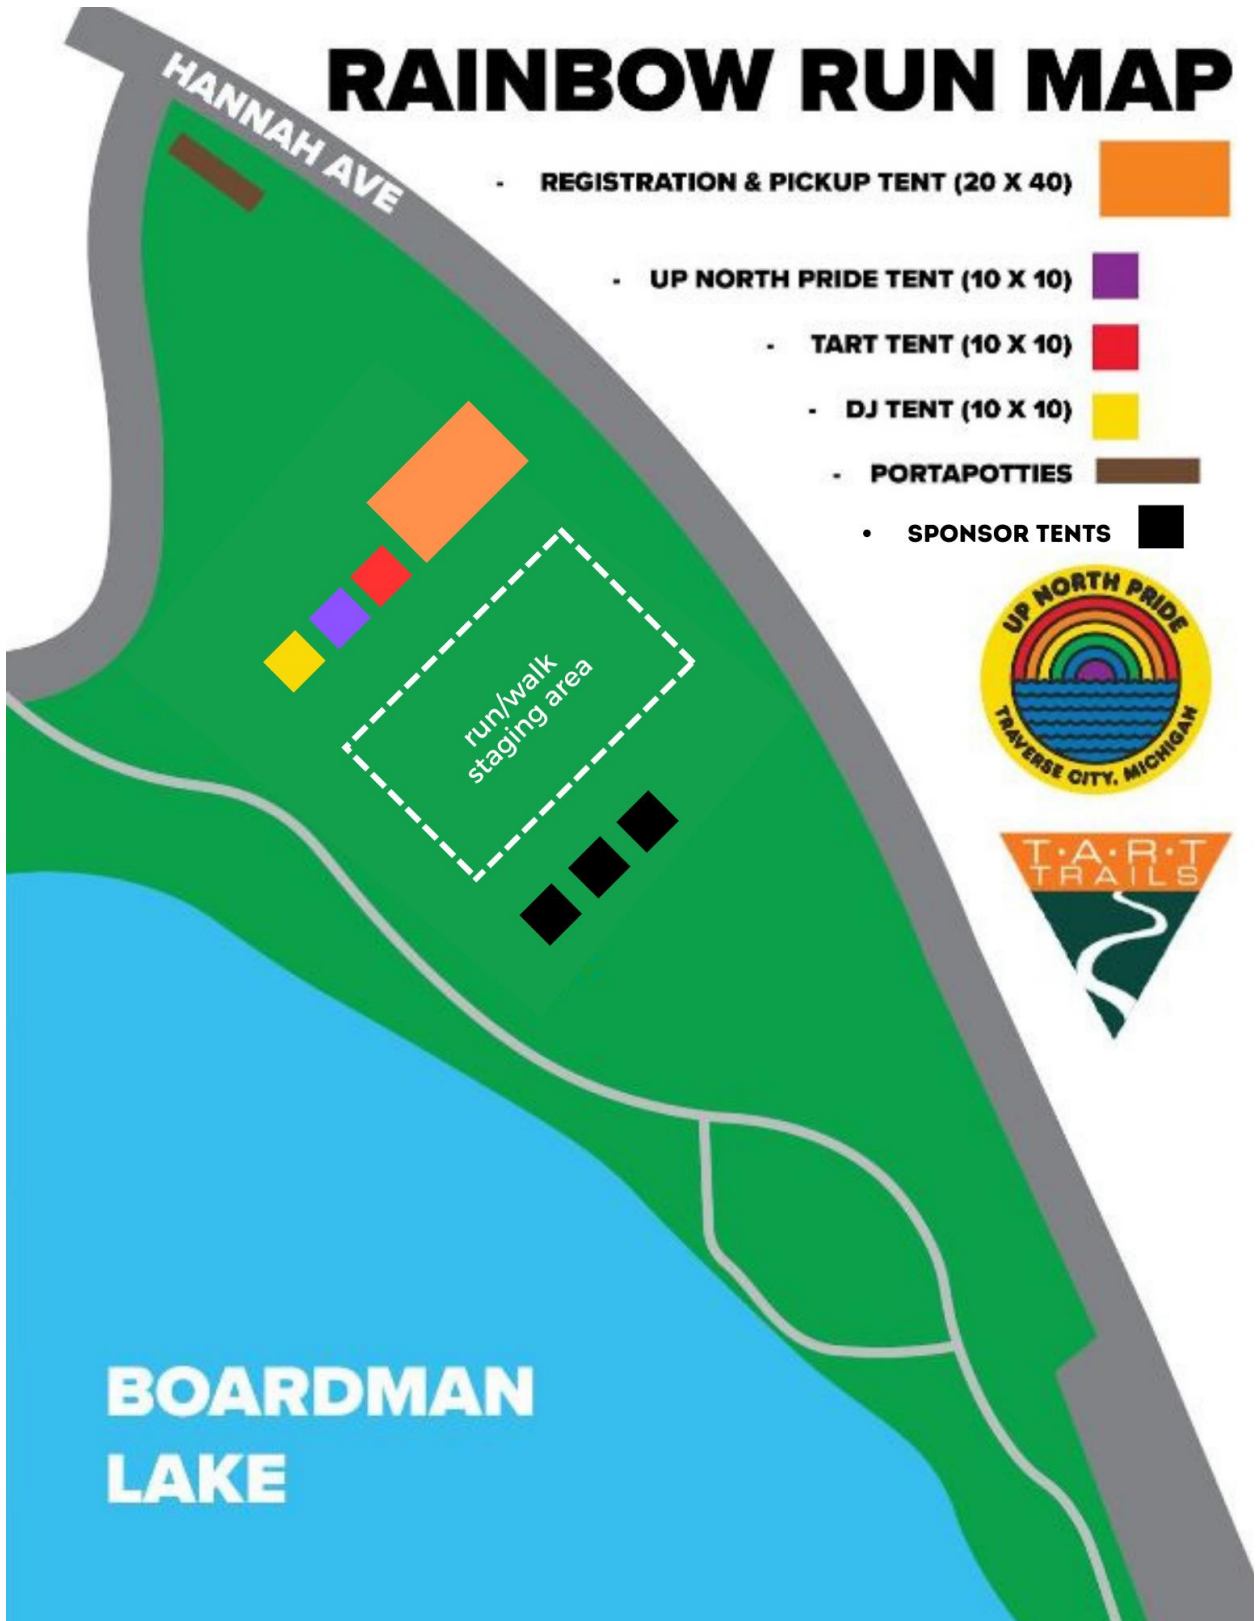 RAINBOW RUN MAP
HANNAH AVE
- REGISTRATION & PICKUP TENT (20 X 40)
- UP NORTH PRIDE TENT (10 X 10)
- TART TENT (10 X 10)
- DJ TENT (10 X 10)
- PORTAPOTTIES
• SPONSOR TENTS
UP NORTH PRIDE
TRAVERSE CITY, MICHIGAN
T·A·R·T
TRAILS
run/walk
staging area
BOARDMAN
LAKE